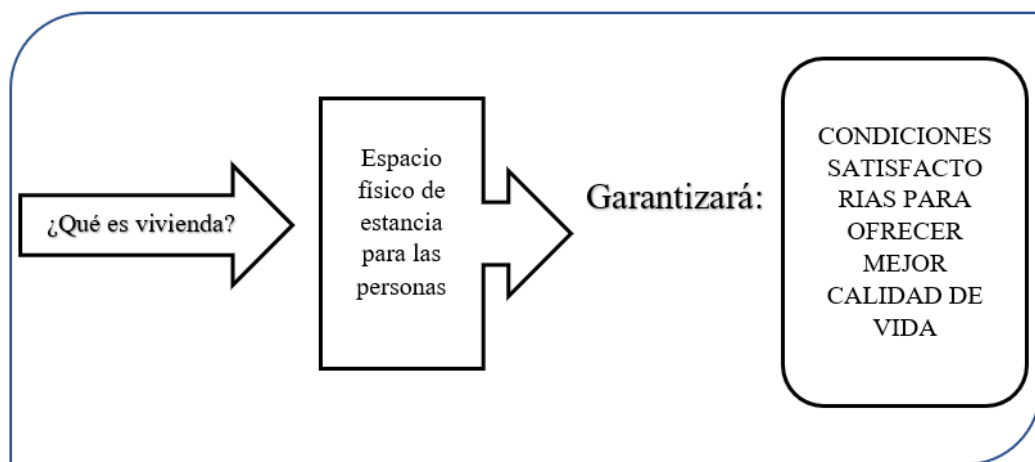 ¿Qué es vivienda?
Espacio
físico de
estancia
para las
personas
Garantizará:
CONDICIONES
SATISFACTO
RIAS PARA
OFRECER
MEJOR
CALIDAD DE
VIDA